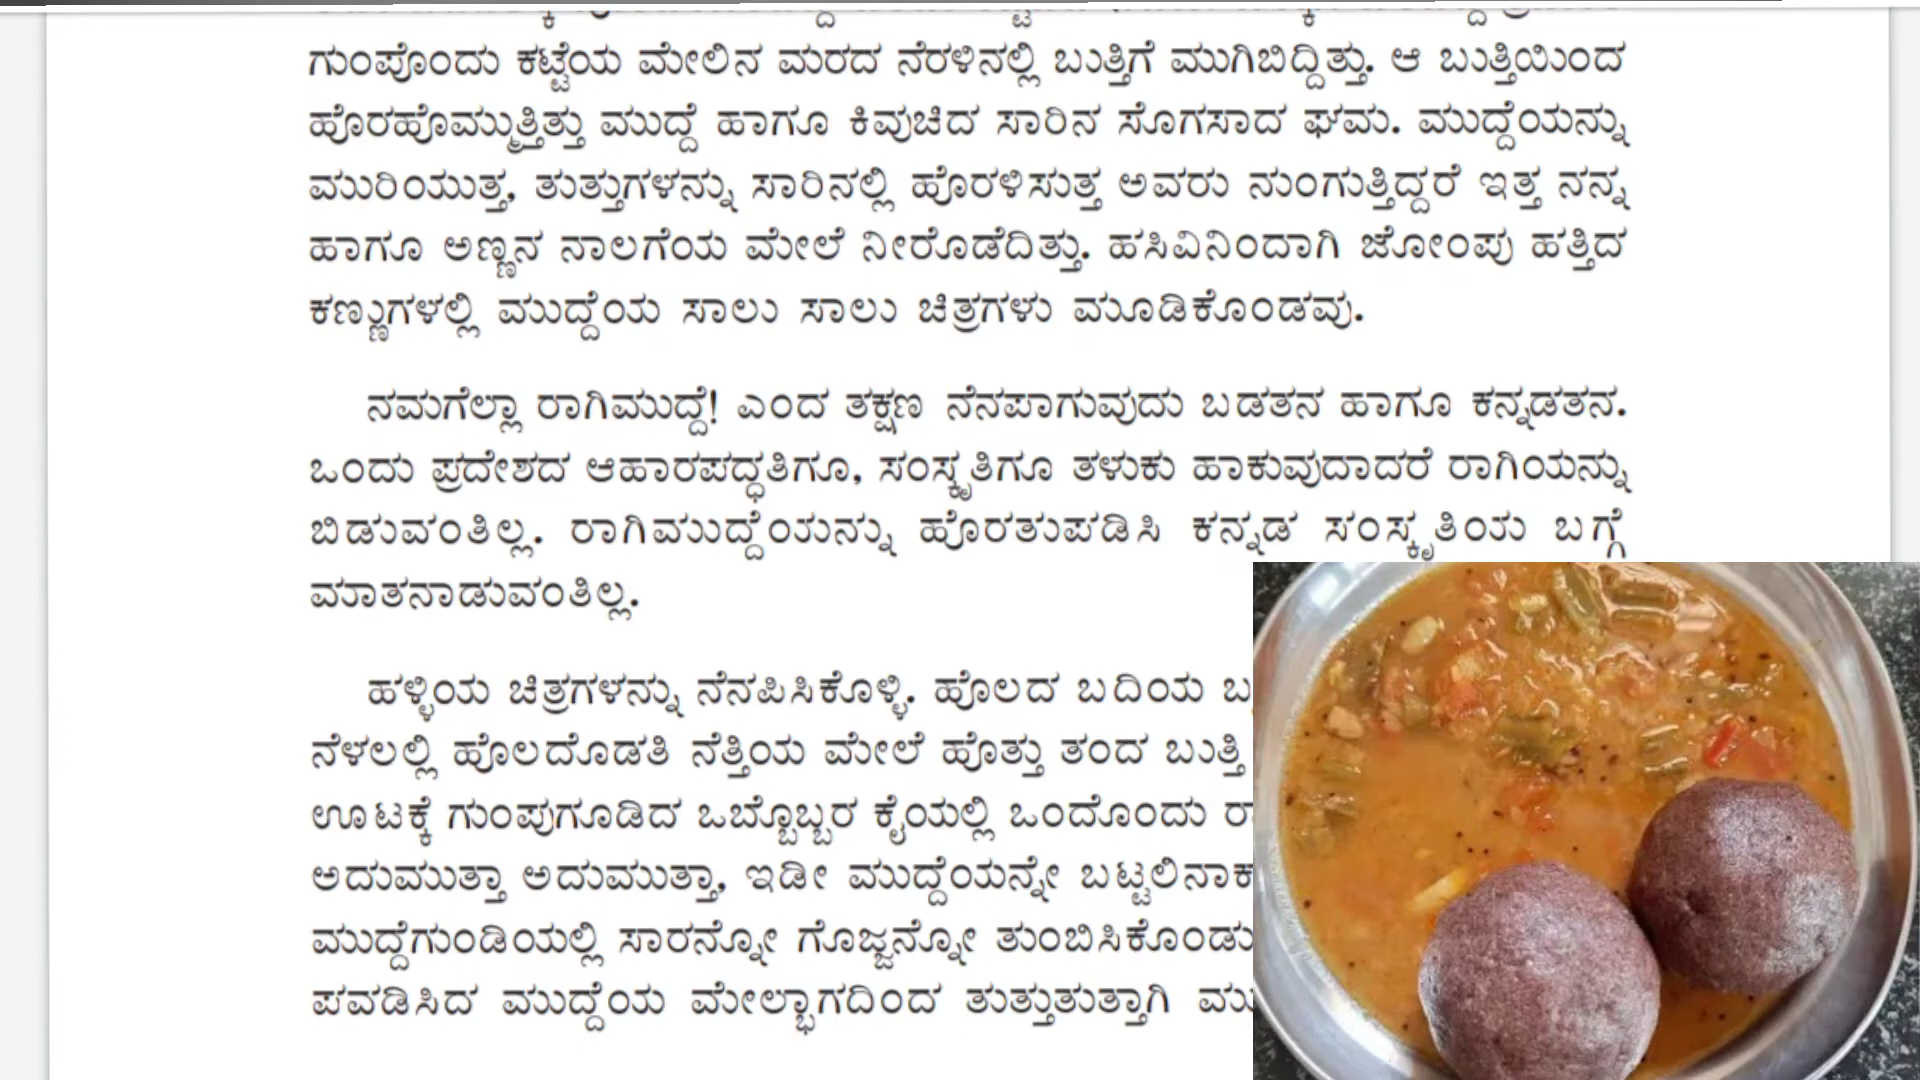 ಗುಂಪೊಂದು ಕಟ್ಟೆಯ ಮೇಲಿನ ಮರದ ನೆರಳಿನಲ್ಲಿ ಬುತ್ತಿಗೆ ಮುಗಿಬಿದ್ದಿತ್ತು. ಆ ಬುತ್ತಿಯಿಂದ
ಹೊರಹೊಮ್ಮುತ್ತಿತ್ತು ಮುದ್ದೆ ಹಾಗೂ ಕಿವುಚಿದ ಸಾರಿನ ಸೊಗಸಾದ ಘಮ. ಮುದ್ದೆಯನ್ನು
ಮುರಿಯುತ್ತ, ತುತ್ತುಗಳನ್ನು ಸಾರಿನಲ್ಲಿ ಹೊರಳಿಸುತ್ತ ಅವರು ನುಂಗುತ್ತಿದ್ದರೆ ಇತ್ತ ನನ್ನ
ಹಾಗೂ ಅಣ್ಣನ ನಾಲಗೆಯ ಮೇಲೆ ನೀರೊಡೆದಿತ್ತು. ಹಸಿವಿನಿಂದಾಗಿ ಜೋಂಪು ಹತ್ತಿದ
ಕಣ್ಣುಗಳಲ್ಲಿ ಮುದ್ದೆಯ ಸಾಲು ಸಾಲು ಚಿತ್ರಗಳು ಮೂಡಿಕೊಂಡವು.
ನಮಗೆಲ್ಲಾ ರಾಗಿಮುದ್ದೆ! ಎಂದ ತಕ್ಷಣ ನೆನಪಾಗುವುದು ಬಡತನ ಹಾಗೂ ಕನ್ನಡತನ.
ಒಂದು ಪ್ರದೇಶದ ಆಹಾರಪದ್ಧತಿಗೂ, ಸಂಸ್ಕೃತಿಗೂ ತಳುಕು ಹಾಕುವುದಾದರೆ ರಾಗಿಯನ್ನು
ಬಿಡುವಂತಿಲ್ಲ. ರಾಗಿಮುದ್ದೆಯನ್ನು ಹೊರತುಪಡಿಸಿ ಕನ್ನಡ ಸಂಸ್ಕೃತಿಯ ಬಗ್ಗೆ
ಮಾತನಾಡುವಂತಿಲ್ಲ.
ಹಳ್ಳಿಯ ಚಿತ್ರಗಳನ್ನು ನೆನಪಿಸಿಕೊಳ್ಳಿ. ಹೊಲದ ಬದಿಯ
ನೆಳಲಲ್ಲಿ ಹೊಲದೊಡತಿ ನೆತ್ತಿಯ ಮೇಲೆ ಹೊತ್ತು ತಂದ ಬುತ್ತಿ
ಊಟಕ್ಕೆ ಗುಂಪುಗೂಡಿದ ಒಬ್ಬೊಬ್ಬರ ಕೈಯಲ್ಲಿ ಒಂದೊಂದು
ಅದುಮುತ್ತಾ ಅದುಮುತ್ತಾ, ಇಡೀ ಮುದ್ದೆಯನ್ನೇ ಬಟ್ಟಲಿನಾಕ
ಮುದ್ದೆಗುಂಡಿಯಲ್ಲಿ ಸಾರನ್ನೋ ಗೊಜ್ಜನ್ನೋ ತುಂಬಿಸಿಕೊಂಡು
ಪವಡಿಸಿದ ಮುದ್ದೆಯ ಮೇಲ್ಭಾಗದಿಂದ ತುತ್ತುತುತ್ತಾಗಿ